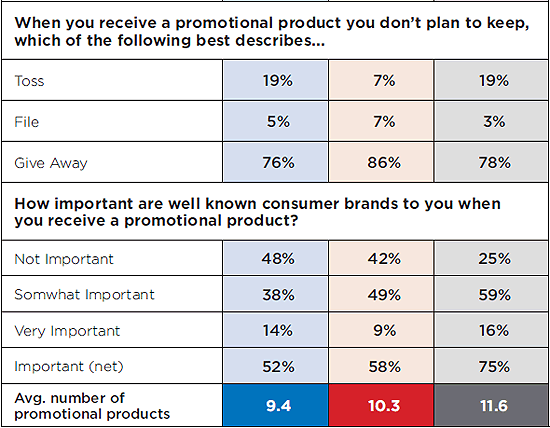 When you receive a promotional product you don't plan to keep,
which of the following best describes...
Toss 19% 7% 19%
File 5% 7% 3%
Give Away 76% 86% 78%
How important are well known consumer brands to you when
you receive a promotional product?
Not Important 48% 42% 25%
Somwhat Important 38% 49% 59%
Very Important 14% 9% 16%
Important (net) 52% 58% 75%
Avg. number of
promotional products 9.4 10.3 11.6